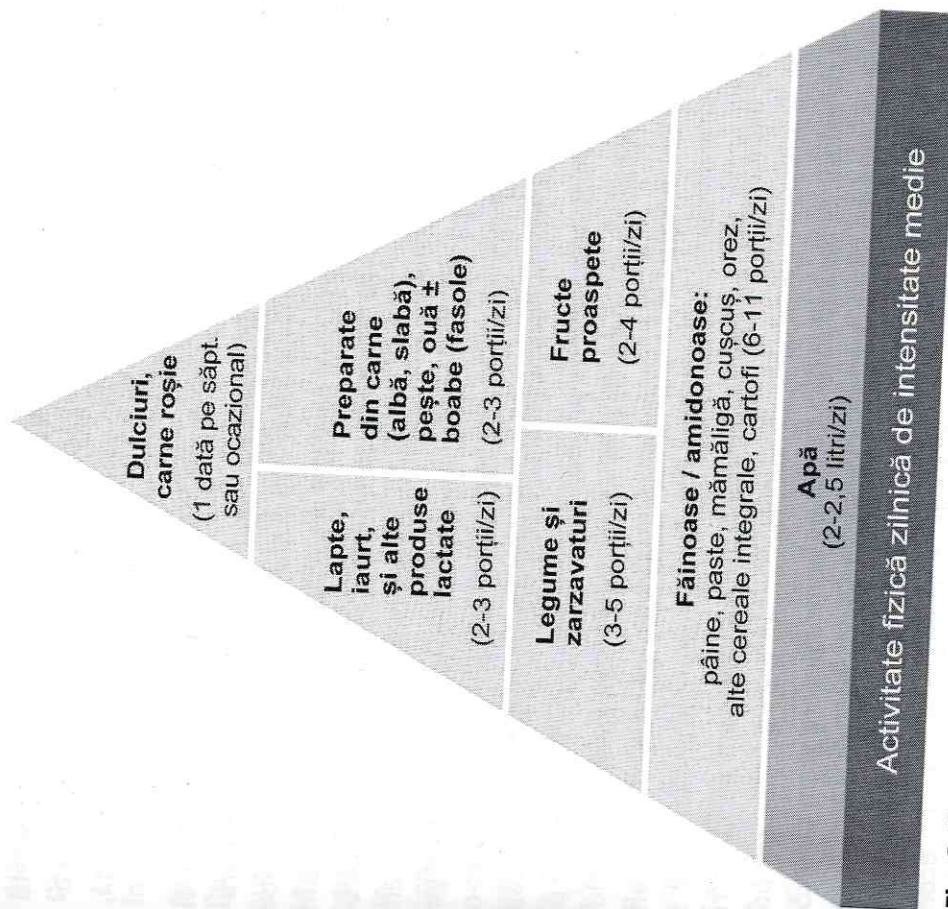 Dulciuri,
carne roșie
(1 dată pe săpt.
sau ocazional)
Lapte,
iaurt,
și alte
produse
lactate
(2-3 porții/zi)
Preparate
din carne
(albă, slabă),
pește, ouă ±
boabe (fasole)
(2-3 porții/zi)
Legume și
zarzavaturi
(3-5 porții/zi)
Fructe
proaspete
(2-4 porții/zi)
Făinoase / amidonoase:
pâine, paste, mămăligă, cușcuș, orez,
alte cereale integrale, cartofi (6-11 porții/zi)
Apă
(2-2,5 litri/zi)
Activitate fizică zilnică de intensitate medie